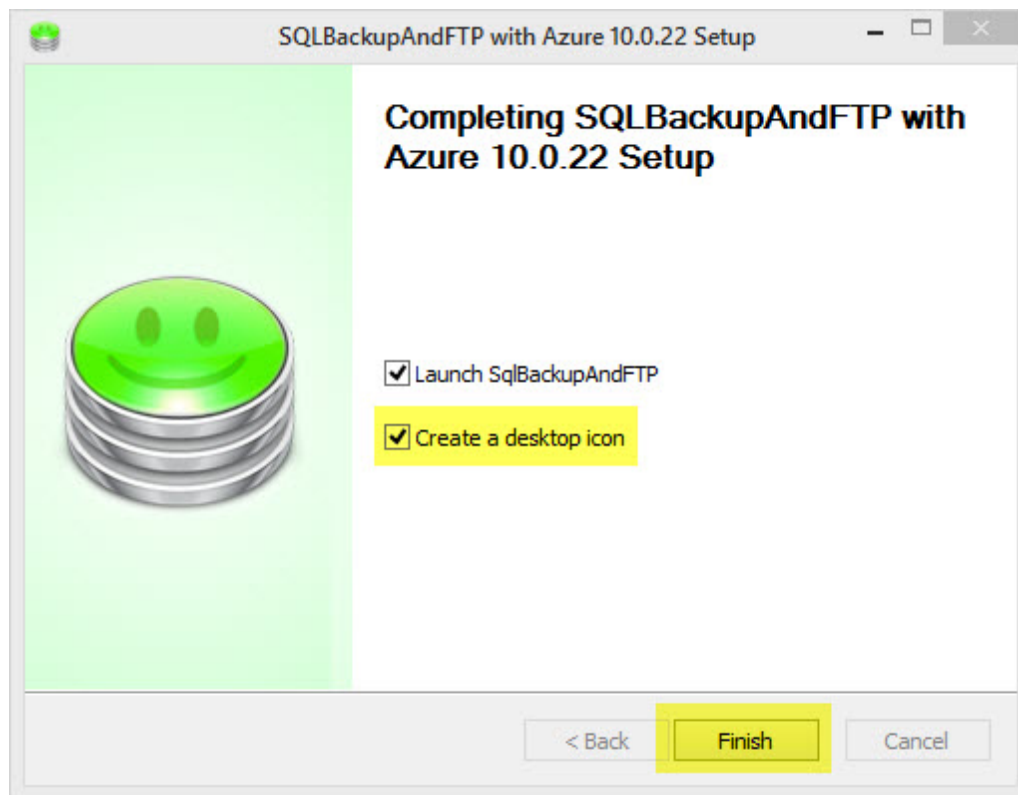 SQLBackupAndFTP with Azure 10.0.22 Setup
Completing SQLBackupAndFTP with
Azure 10.0.22 Setup
Launch SqlBackupAndFTP
Create a desktop icon
< Back Finish Cancel